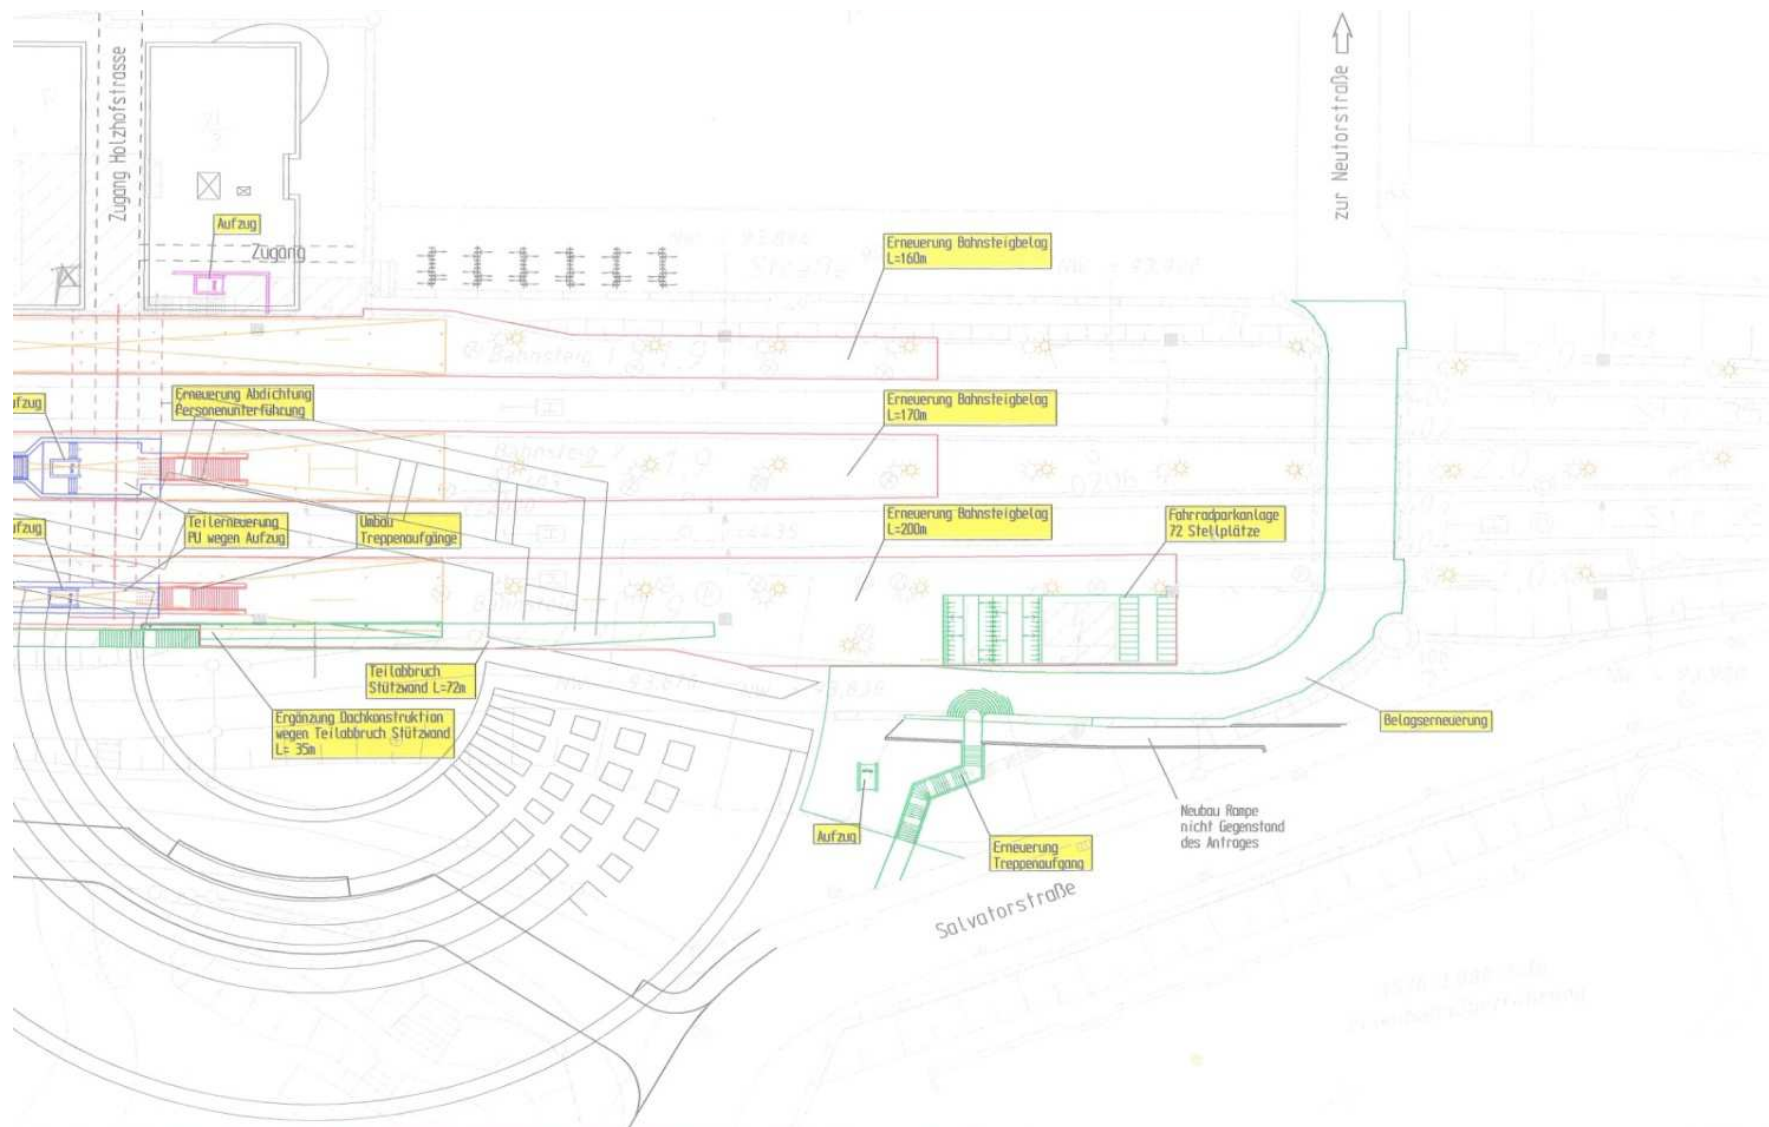 Zugang Holzhofstrasse
zur Neutorstraße
Aufzug
Zugang
Erneuerung Bahnsteigbelag
L=160m
Bahnsteig 1
Erneuerung Abdichtung
Personenunterführung
Erneuerung Bahnsteigbelag
L=170m
fzug
Bahnsteig
Teilerneuerung
PU wegen Aufzug
Umbau
Treppenaufgänge
Erneuerung Bahnsteigbelag
L=200m
Fahrradparkanlage
72 Stellplätze
fzug
Teilabbruch
Stützwand L=72m
Ergänzung Dachkonstruktion
wegen Teilabbruch Stützwand
L= 35m
Belagserneuerung
Aufzug
Erneuerung
Treppenaufgang
Neubau Rampe
nicht Gegenstand
des Antrages
Salvatorstraße